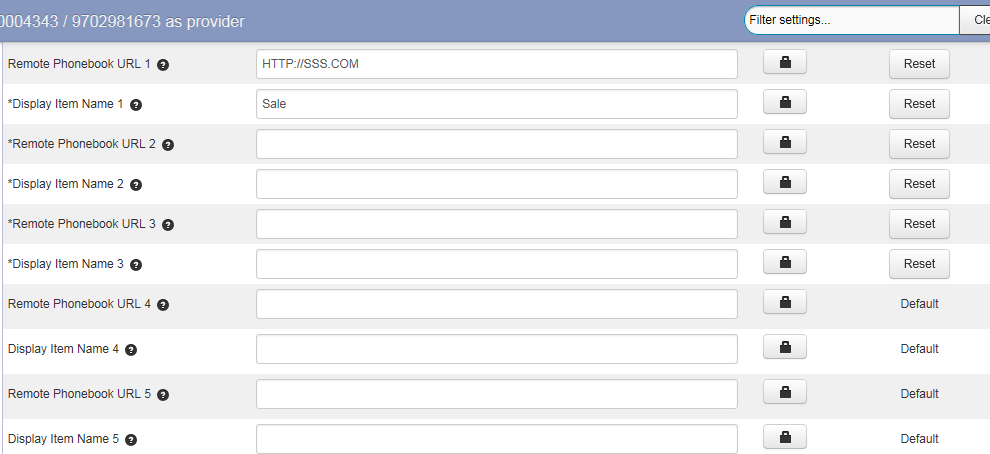 0004343 / 9702981673 as provider
Filter settings...
Remote Phonebook URL 1 ? HTTP://SSS.COM Reset
*Display Item Name 1 ? Sale Reset
*Remote Phonebook URL 2 ? Reset
*Display Item Name 2 ? Reset
*Remote Phonebook URL 3 ? Reset
*Display Item Name 3 ? Reset
Remote Phonebook URL 4 ? Default
Display Item Name 4 ? Default
Remote Phonebook URL 5 ? Default
Display Item Name 5 ? Default